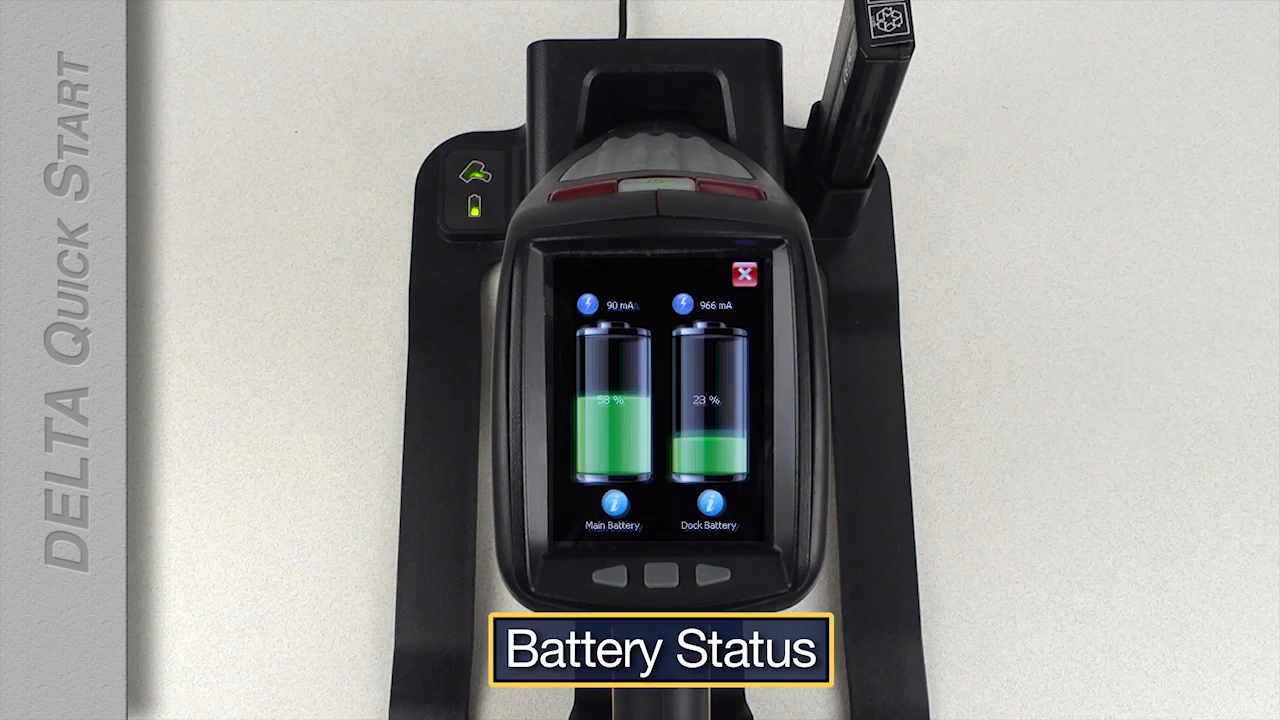 DELTA QUICK START
90 mA
966 mA
58 %
23 %
Main Battery
Dock Battery
Battery Status